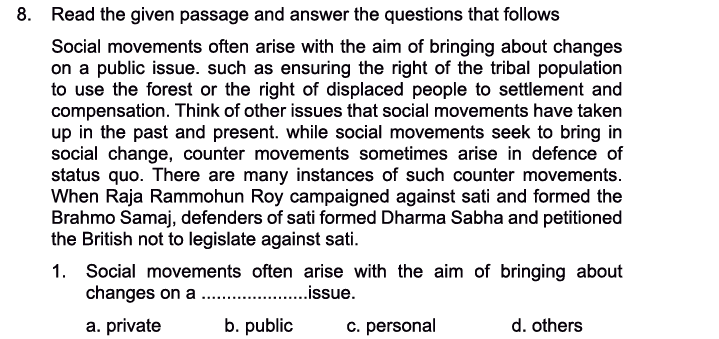 8. Read the given passage and answer the questions that follows
Social movements often arise with the aim of bringing about changes
on a public issue. such as ensuring the right of the tribal population
to use the forest or the right of displaced people to settlement and
compensation. Think of other issues that social movements have taken
up in the past and present. while social movements seek to bring in
social change, counter movements sometimes arise in defence of
status quo. There are many instances of such counter movements.
When Raja Rammohun Roy campaigned against sati and formed the
Brahmo Samaj, defenders of sati formed Dharma Sabha and petitioned
the British not to legislate against sati.
1. Social movements often arise with the aim of bringing about
changes on a .....................issue.
a. private b. public c. personal d. others